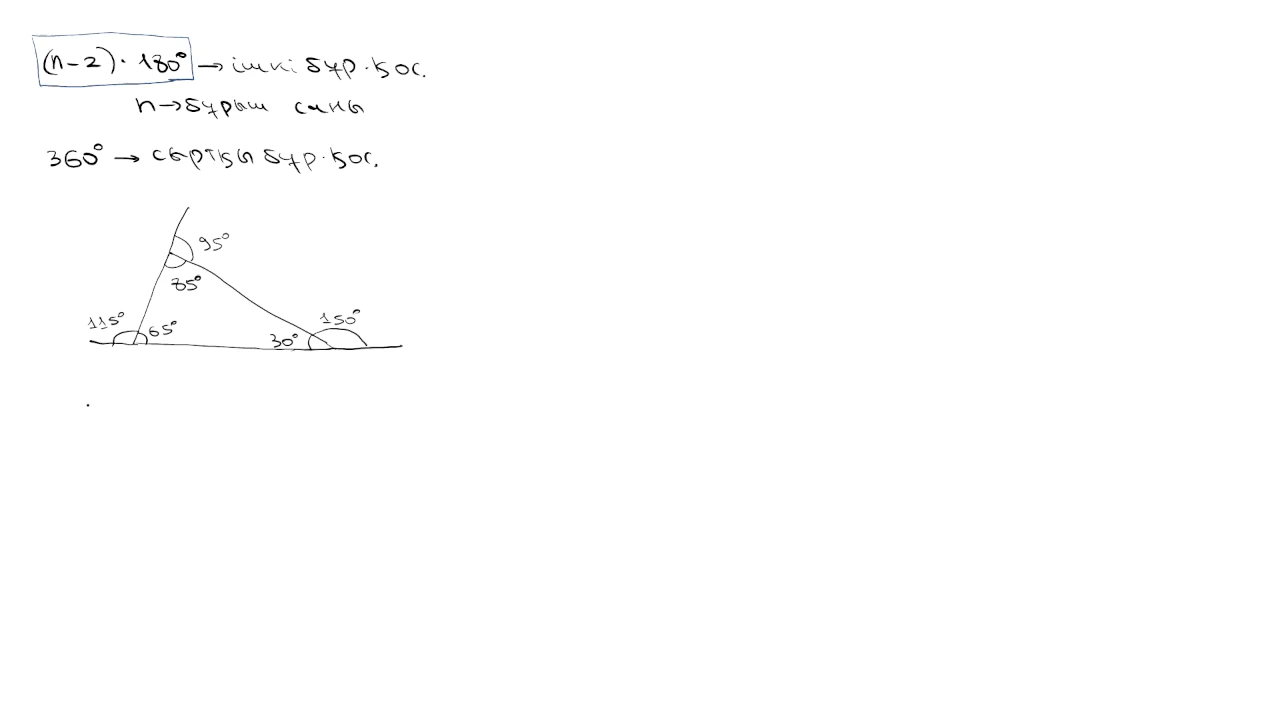 (n-2)·180° → ішкі бұр.қос.
n → бұрыш саны
360° → сыртқы бұр.қос.
95°
85°
115°
65°
30°
150°